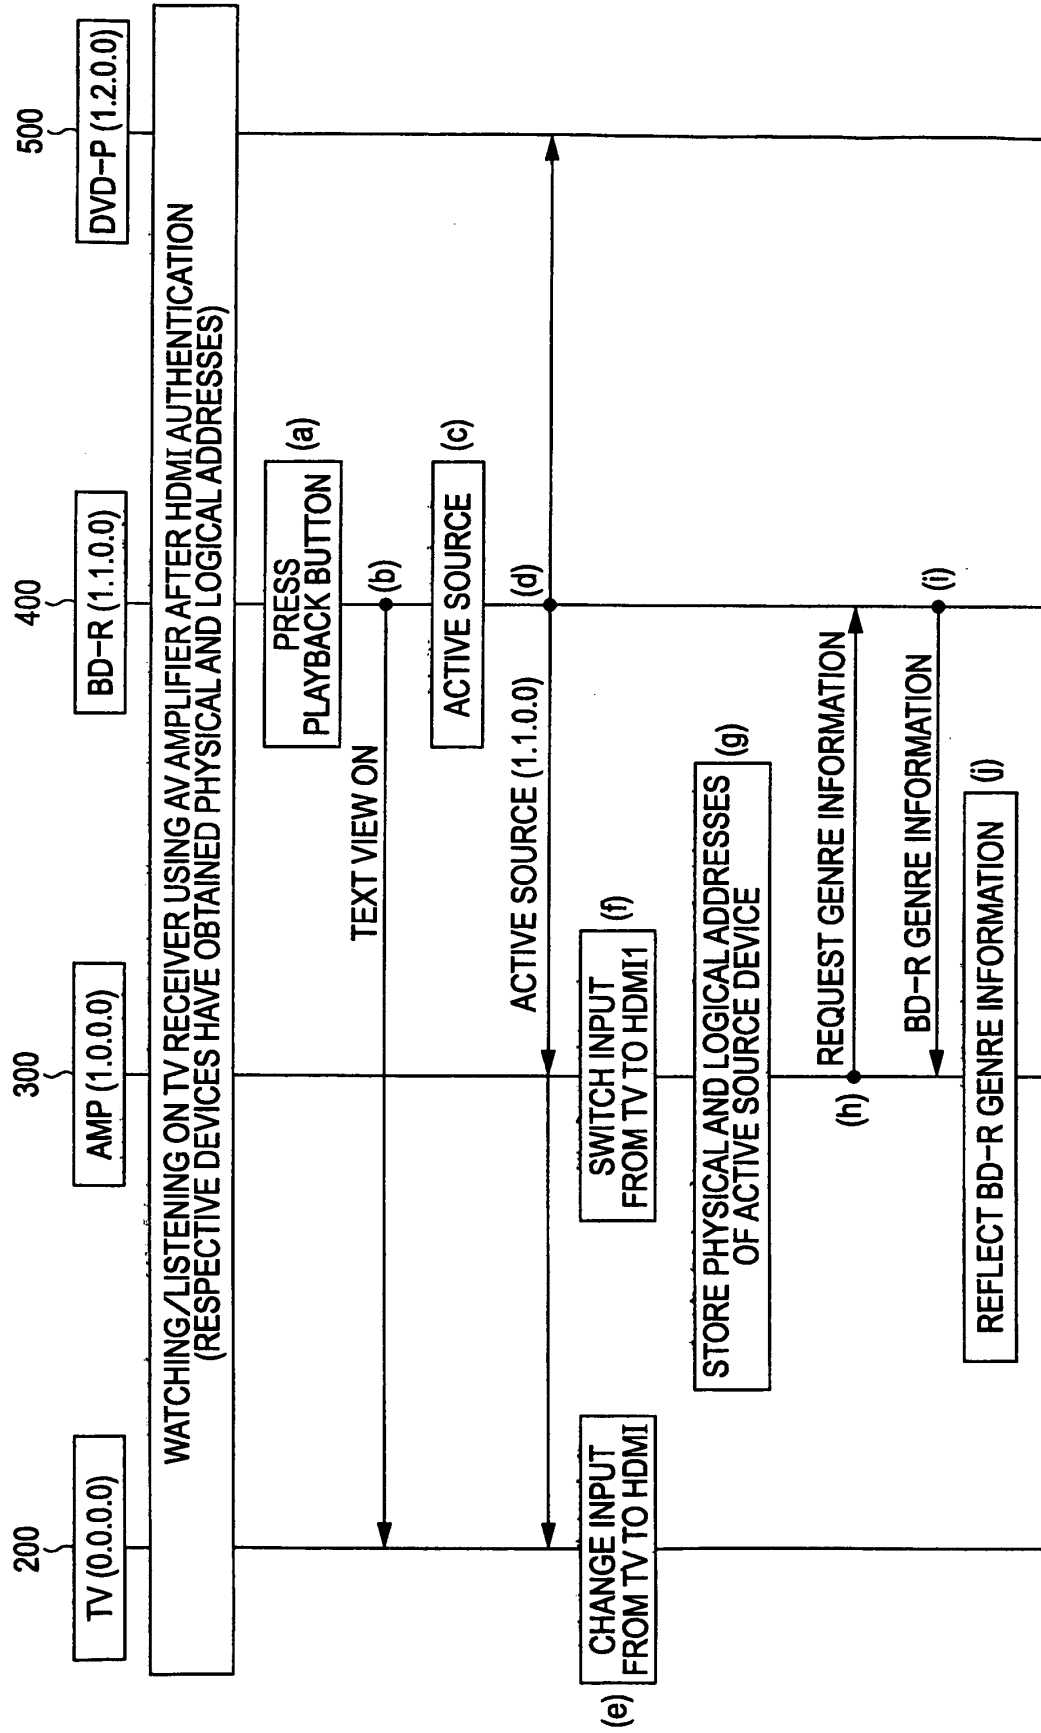 200
300
400
500
TV (0.0.0.0)
AMP (1.0.0.0)
BD-R (1.1.0.0)
DVD-P (1.2.0.0)
WATCHING/LISTENING ON TV RECEIVER USING AV AMPLIFIER AFTER HDMI AUTHENTICATION
(RESPECTIVE DEVICES HAVE OBTAINED PHYSICAL AND LOGICAL ADDRESSES)
PRESS
PLAYBACK BUTTON
(a)
TEXT VIEW ON
(b)
ACTIVE SOURCE
(c)
ACTIVE SOURCE (1.1.0.0)
(d)
(e)
CHANGE INPUT
FROM TV TO HDMI
SWITCH INPUT
FROM TV TO HDMI1
(f)
STORE PHYSICAL AND LOGICAL ADDRESSES
OF ACTIVE SOURCE DEVICE
(g)
(h)
REQUEST GENRE INFORMATION
BD-R GENRE INFORMATION
(i)
REFLECT BD-R GENRE INFORMATION
(j)